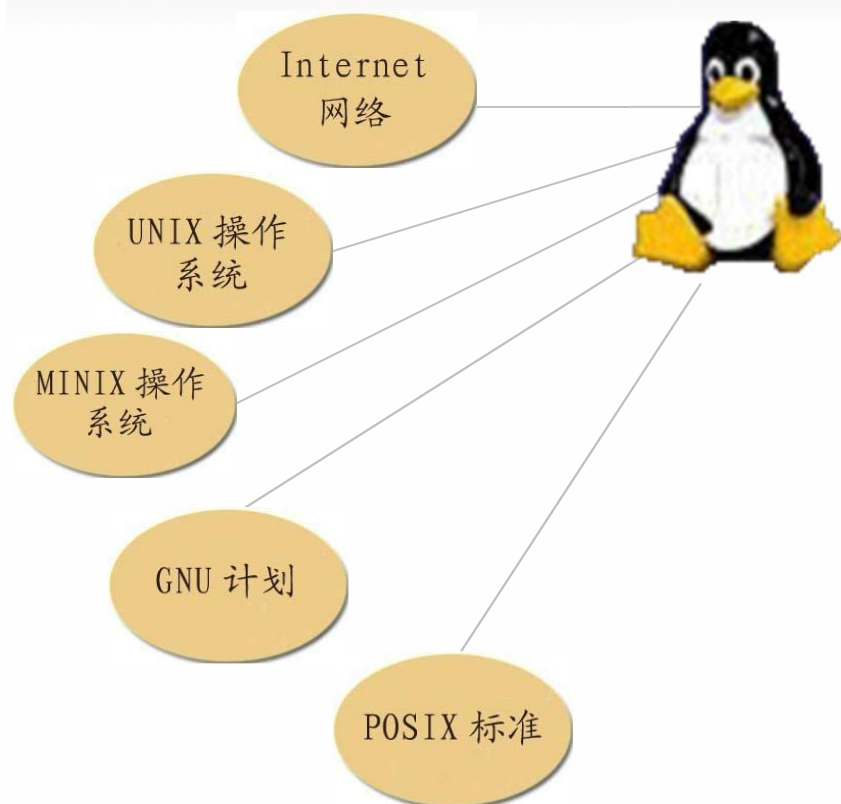 Internet
网络
UNIX 操作
系统
MINIX 操作
系统
GNU 计划
POSIX 标准